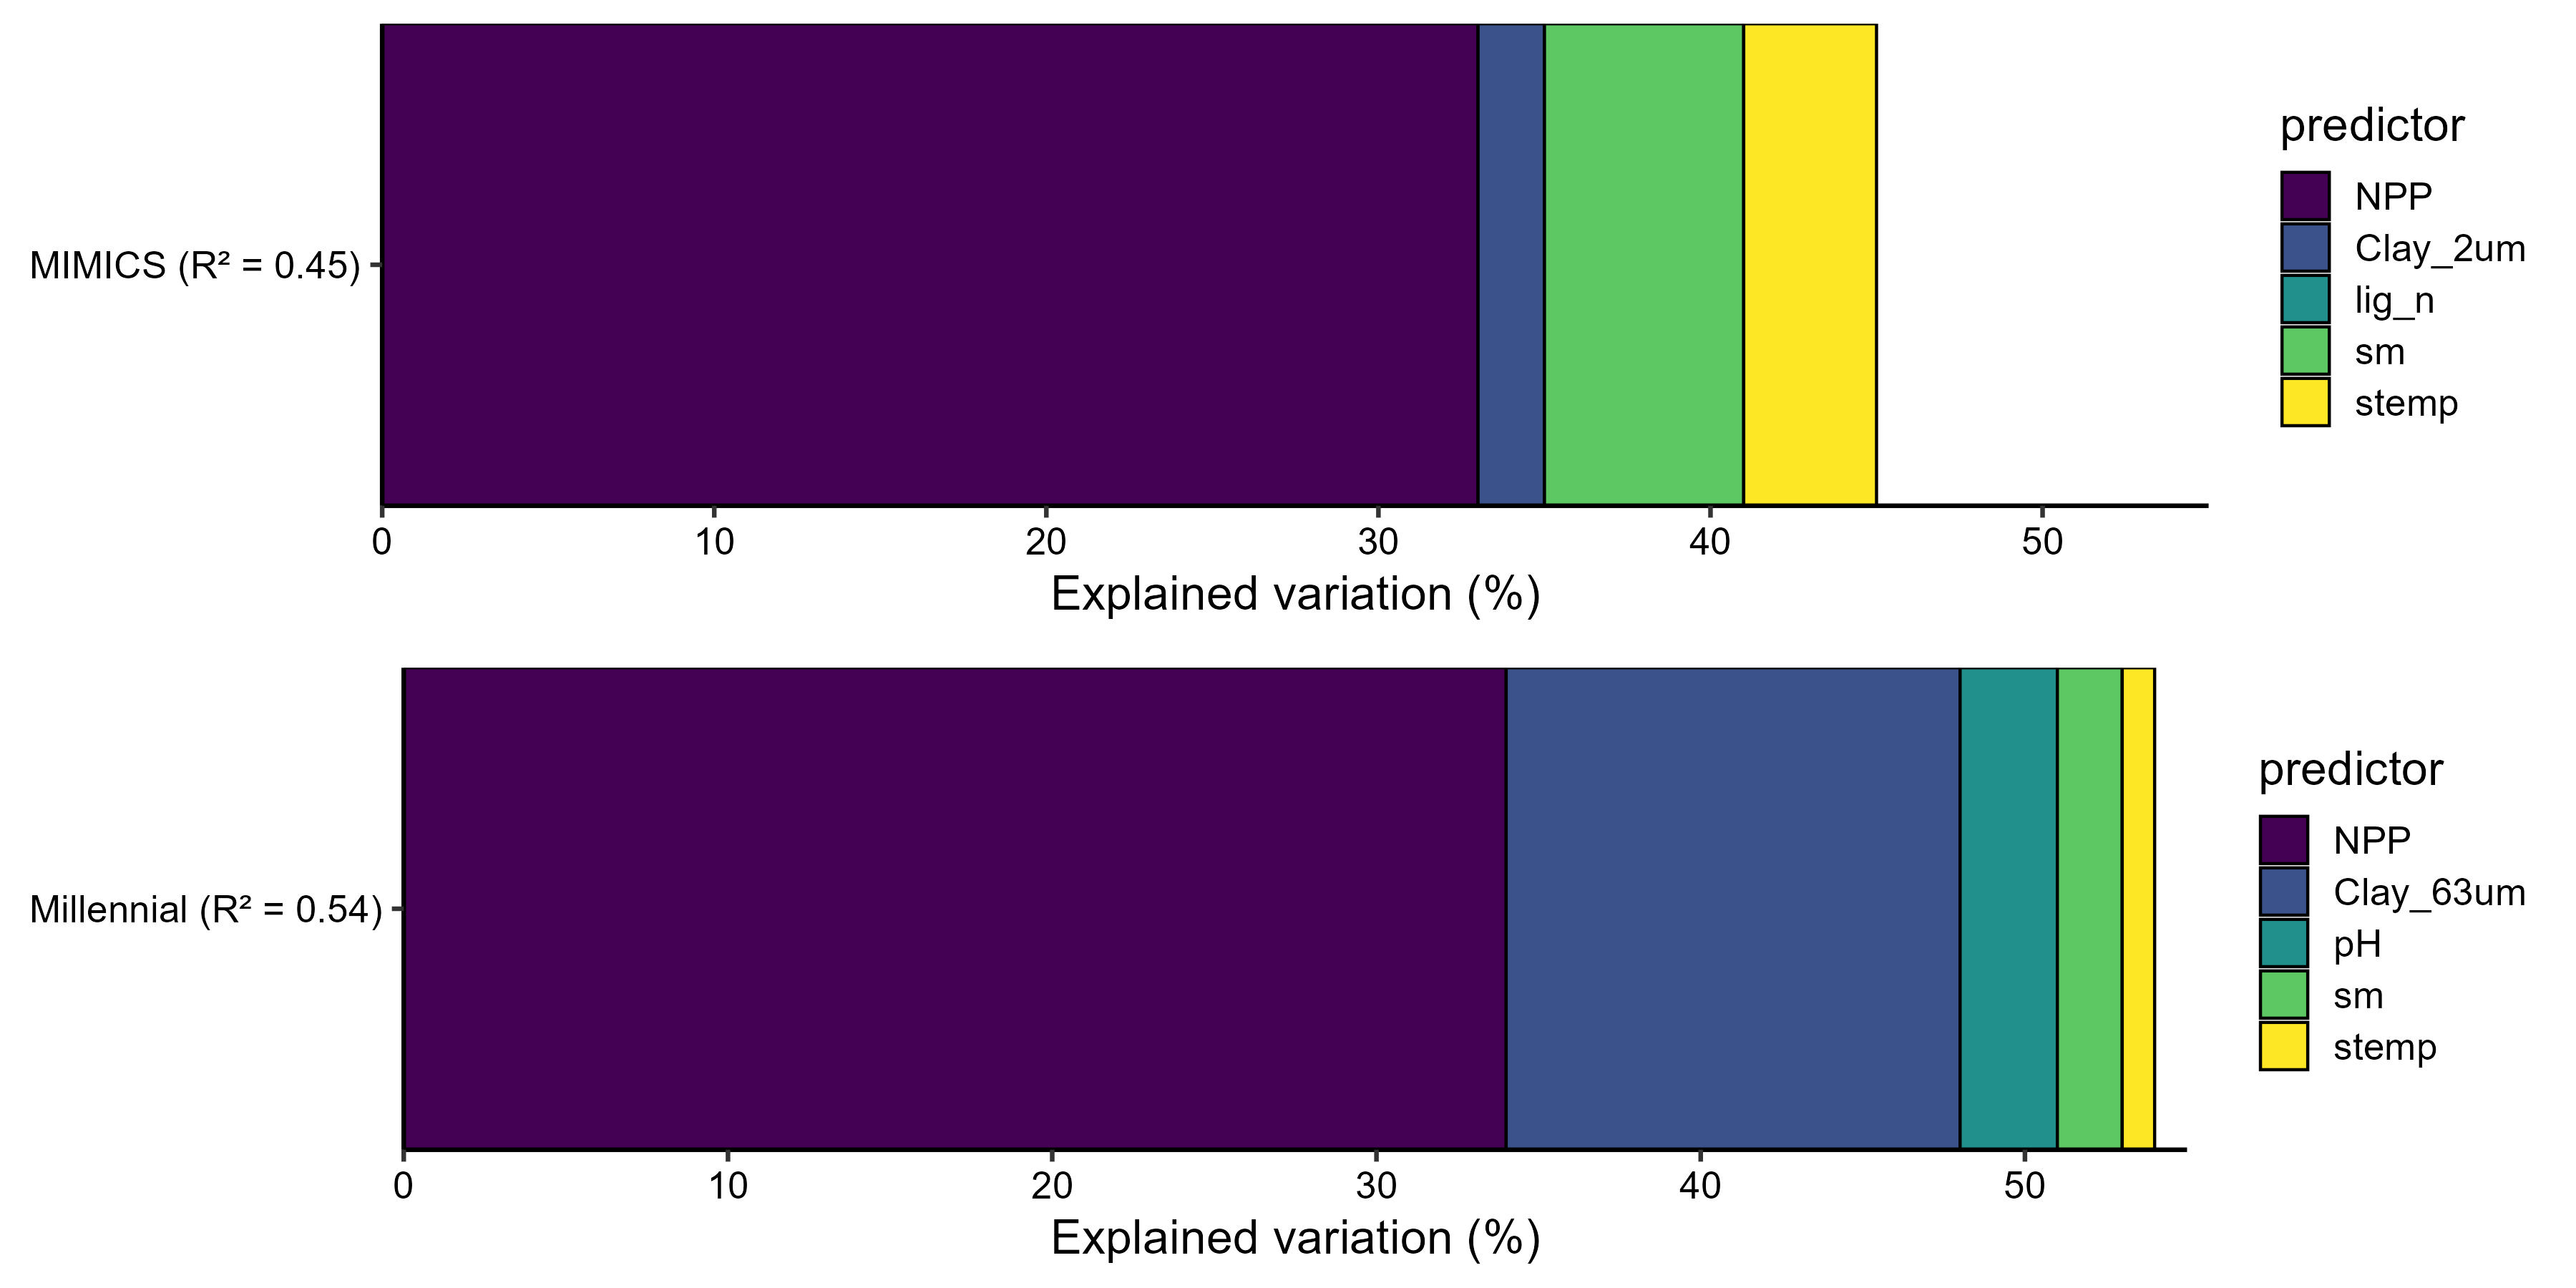 MIMICS (R² = 0.45)
0 10 20 30 40 50
Explained variation (%)
predictor
NPP
Clay_2um
lig_n
sm
stemp
Millennial (R² = 0.54)
0 10 20 30 40 50
Explained variation (%)
predictor
NPP
Clay_63um
pH
sm
stemp